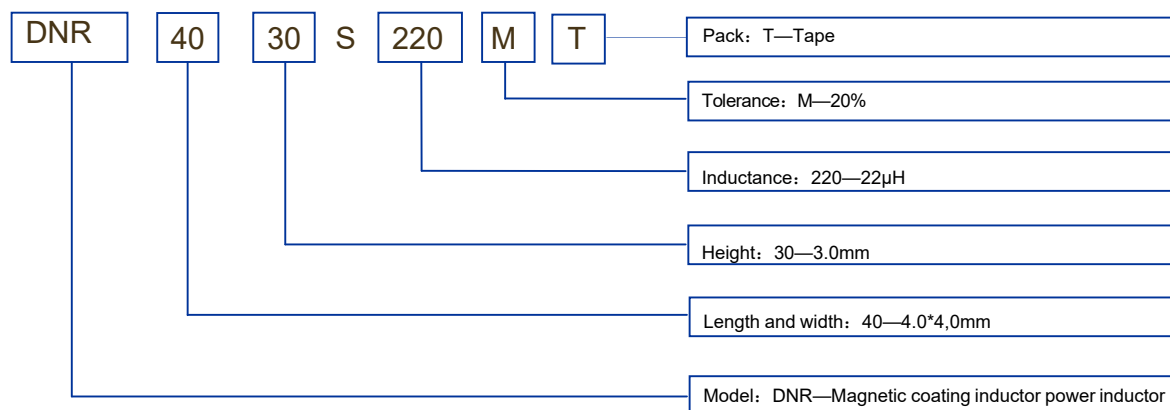 DNR 40 30 S 220 M T
Pack：T—Tape
Tolerance：M—20%
Inductance：220—22μH
Height：30—3.0mm
Length and width：40—4.0*4,0mm
Model：DNR—Magnetic coating inductor power inductor